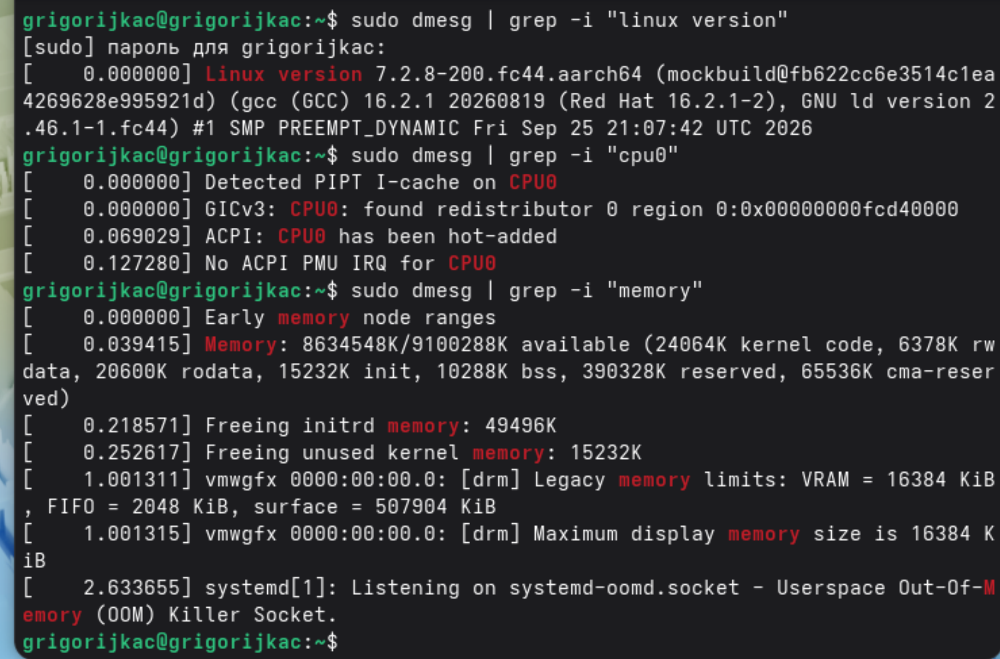 grigorijkac@grigorijkac:~$ sudo dmesg | grep -i "linux version"
[sudo] пароль для grigorijkac:
[    0.000000] Linux version 7.2.8-200.fc44.aarch64 (mockbuild@fb622cc6e3514c1ea
4269628e995921d) (gcc (GCC) 16.2.1 20260819 (Red Hat 16.2.1-2), GNU ld version 2
.46.1-1.fc44) #1 SMP PREEMPT_DYNAMIC Fri Sep 25 21:07:42 UTC 2026
grigorijkac@grigorijkac:~$ sudo dmesg | grep -i "cpu0"
[    0.000000] Detected PIPT I-cache on CPU0
[    0.000000] GICv3: CPU0: found redistributor 0 region 0:0x00000000fcd40000
[    0.069029] ACPI: CPU0 has been hot-added
[    0.127280] No ACPI PMU IRQ for CPU0
grigorijkac@grigorijkac:~$ sudo dmesg | grep -i "memory"
[    0.000000] Early memory node ranges
[    0.039415] Memory: 8634548K/9100288K available (24064K kernel code, 6378K rw
data, 20600K rodata, 15232K init, 10288K bss, 390328K reserved, 65536K cma-reser
ved)
[    0.218571] Freeing initrd memory: 49496K
[    0.252617] Freeing unused kernel memory: 15232K
[    1.001311] vmwgfx 0000:00:00.0: [drm] Legacy memory limits: VRAM = 16384 KiB
, FIFO = 2048 KiB, surface = 507904 KiB
[    1.001315] vmwgfx 0000:00:00.0: [drm] Maximum display memory size is 16384 K
iB
[    2.633655] systemd[1]: Listening on systemd-oomd.socket - Userspace Out-Of-M
emory (OOM) Killer Socket.
grigorijkac@grigorijkac:~$